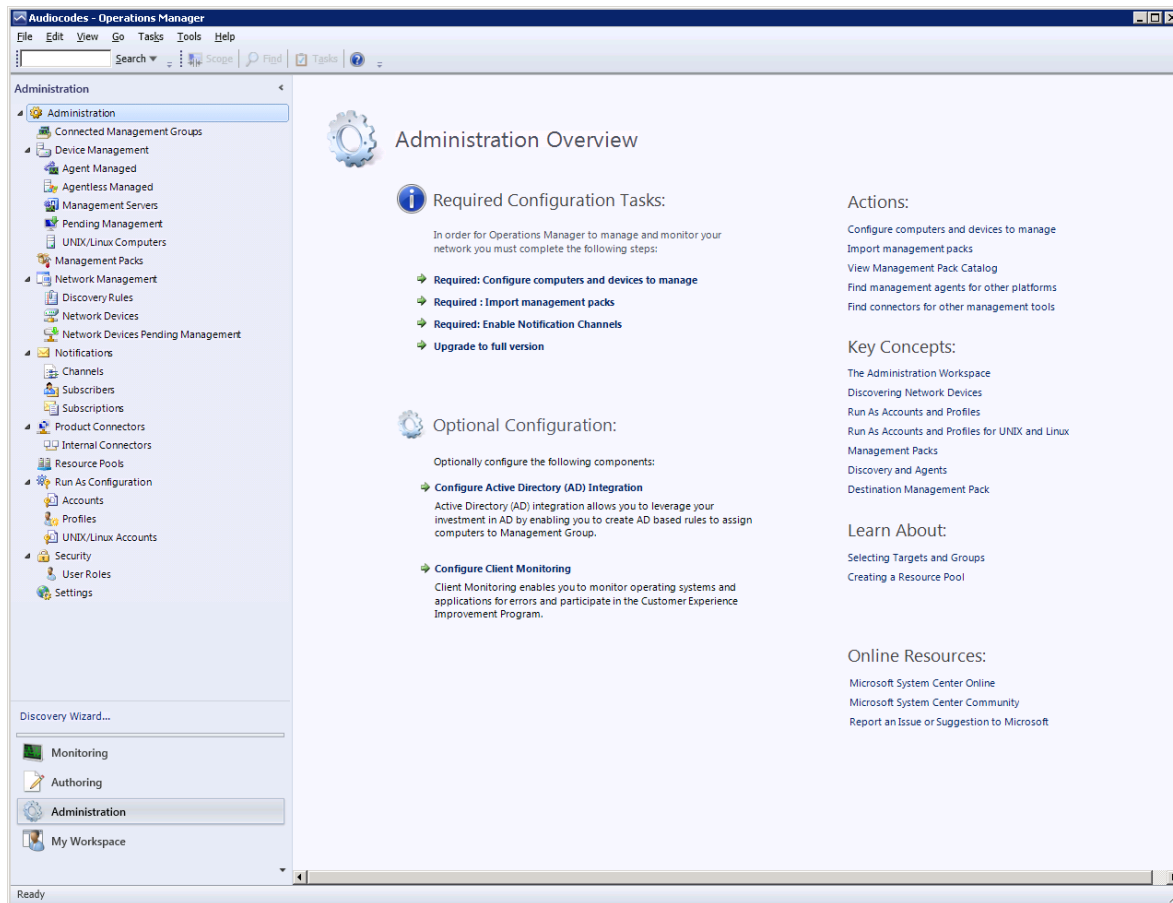 Audiocodes - Operations Manager
File Edit View Go Tasks Tools Help
Search Scope Find Tasks
Administration
Administration
Connected Management Groups
Device Management
Agent Managed
Agentless Managed
Management Servers
Pending Management
UNIX/Linux Computers
Management Packs
Network Management
Discovery Rules
Network Devices
Network Devices Pending Management
Notifications
Channels
Subscribers
Subscriptions
Product Connectors
Internal Connectors
Resource Pools
Run As Configuration
Accounts
Profiles
UNIX/Linux Accounts
Security
User Roles
Settings
Discovery Wizard...
Monitoring
Authoring
Administration
My Workspace
Administration Overview
Required Configuration Tasks:
In order for Operations Manager to manage and monitor your
network you must complete the following steps:
Required: Configure computers and devices to manage
Required : Import management packs
Required: Enable Notification Channels
Upgrade to full version
Optional Configuration:
Optionally configure the following components:
Configure Active Directory (AD) Integration
Active Directory (AD) integration allows you to leverage your
investment in AD by enabling you to create AD based rules to assign
computers to Management Group.
Configure Client Monitoring
Client Monitoring enables you to monitor operating systems and
applications for errors and participate in the Customer Experience
Improvement Program.
Actions:
Configure computers and devices to manage
Import management packs
View Management Pack Catalog
Find management agents for other platforms
Find connectors for other management tools
Key Concepts:
The Administration Workspace
Discovering Network Devices
Run As Accounts and Profiles
Run As Accounts and Profiles for UNIX and Linux
Management Packs
Discovery and Agents
Destination Management Pack
Learn About:
Selecting Targets and Groups
Creating a Resource Pool
Online Resources:
Microsoft System Center Online
Microsoft System Center Community
Report an Issue or Suggestion to Microsoft
Ready